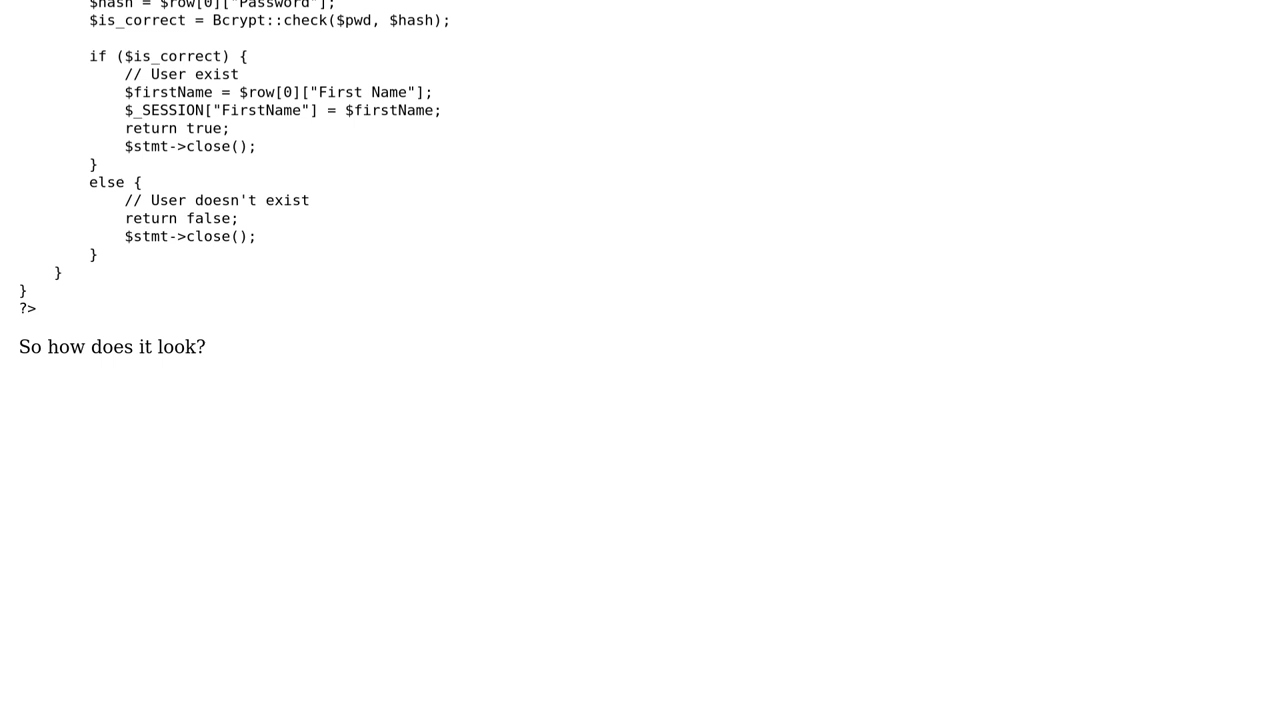 $hash = $row[0]["Password"];
$is_correct = Bcrypt::check($pwd, $hash);

if ($is_correct) {
// User exist
$firstName = $row[0]["First Name"];
$_SESSION["FirstName"] = $firstName;
return true;
$stmt->close();
}
else {
// User doesn't exist
return false;
$stmt->close();
}
}
}
?>
So how does it look?